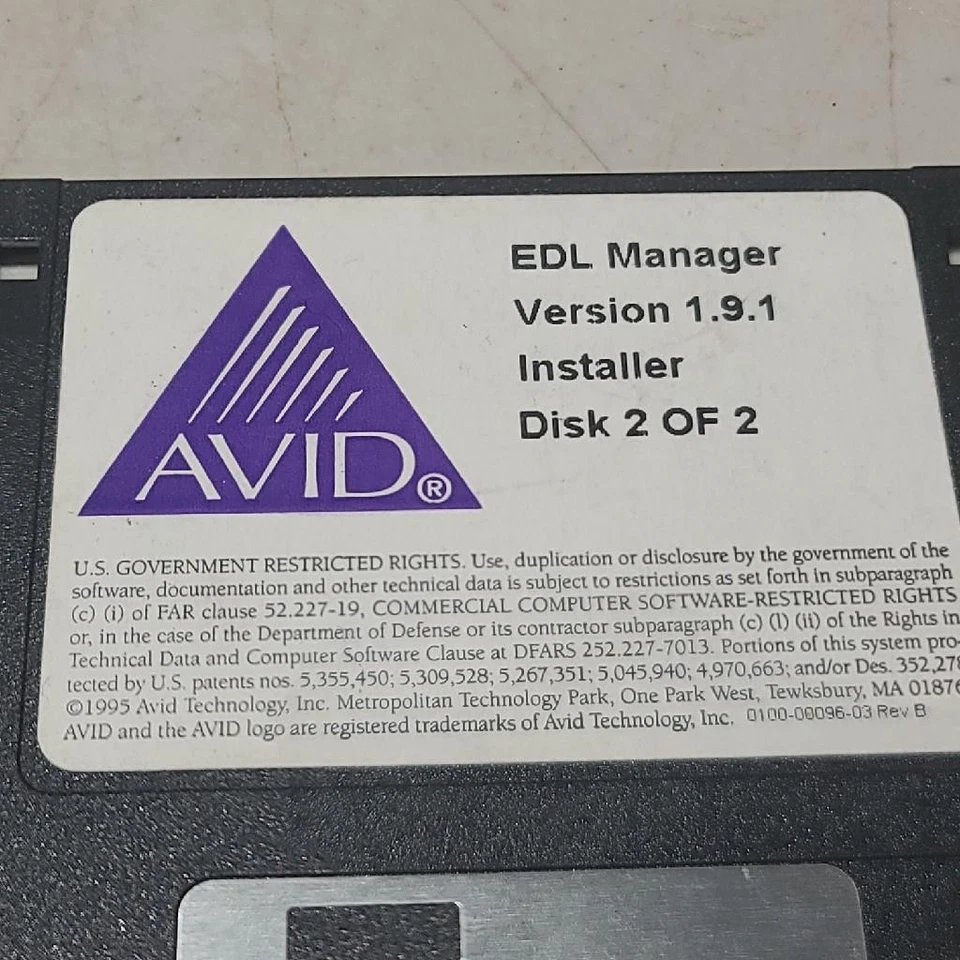 AVID®
EDL Manager
Version 1.9.1
Installer
Disk 2 OF 2
U.S. GOVERNMENT RESTRICTED RIGHTS. Use, duplication or disclosure by the government of the
software, documentation and other technical data is subject to restrictions as set forth in subparagraph
(c) (i) of FAR clause 52.227-19, COMMERCIAL COMPUTER SOFTWARE-RESTRICTED RIGHTS
or, in the case of the Department of Defense or its contractor subparagraph (c) (l) (ii) of the Rights in
Technical Data and Computer Software Clause at DFARS 252.227-7013. Portions of this system pro-
tected by U.S. patents nos. 5,355,450; 5,309,528; 5,267,351; 5,045,940; 4,970,663; and/or Des. 352,278
©1995 Avid Technology, Inc. Metropolitan Technology Park, One Park West, Tewksbury, MA 01876
AVID and the AVID logo are registered trademarks of Avid Technology, Inc. 0100-08096-03 Rev B